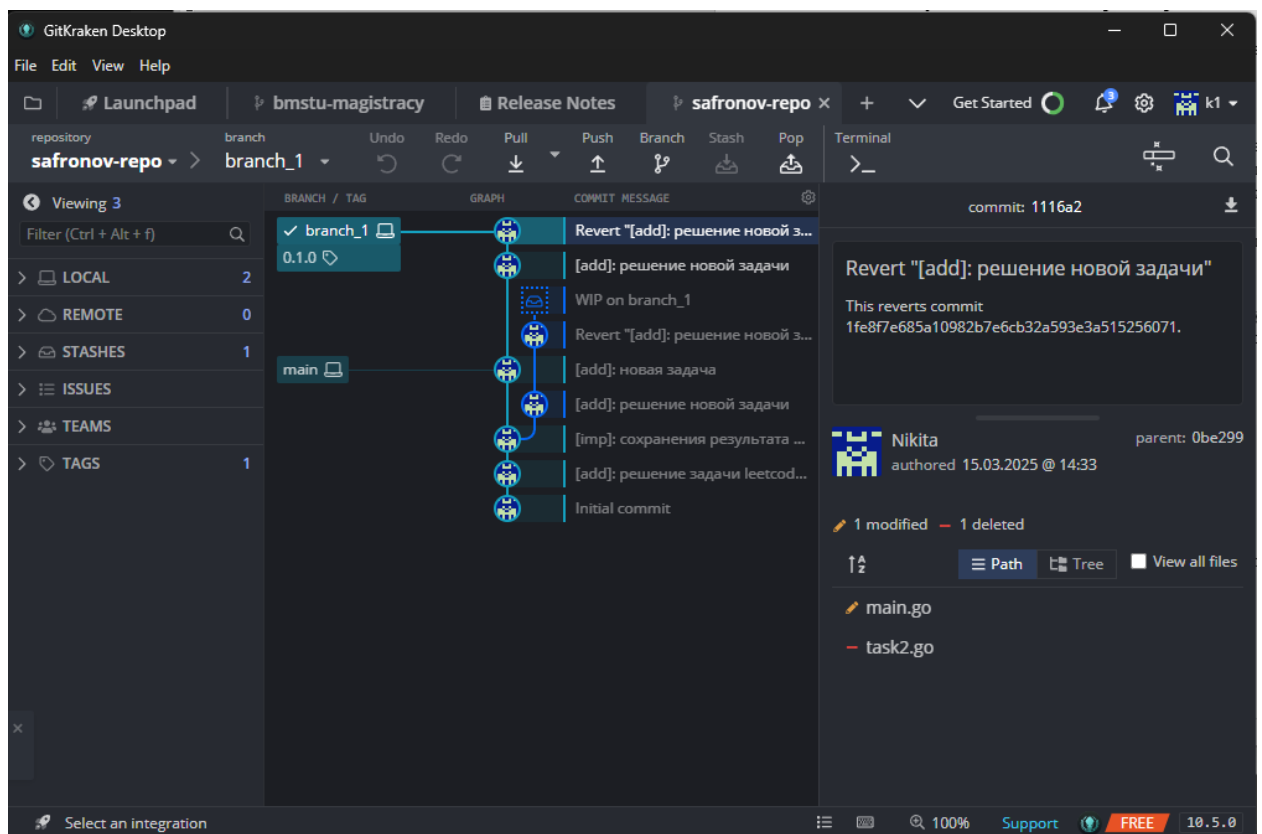 GitKraken Desktop
File Edit View Help
Launchpad bmstu-magistracy Release Notes safronov-repo Get Started 3 k1
repository branch Undo Redo Pull Push Branch Stash Pop Terminal
safronov-repo branch_1
Viewing 3
Filter (Ctrl + Alt + f)
LOCAL 2
REMOTE 0
STASHES 1
ISSUES
TEAMS
TAGS 1
BRANCH / TAG GRAPH COMMIT MESSAGE
branch_1 Revert "[add]: решение новой з...
0.1.0 [add]: решение новой задачи
WIP on branch_1
Revert "[add]: решение новой з...
main [add]: новая задача
[add]: решение новой задачи
[imp]: сохранения результата ...
[add]: решение задачи leetcod...
Initial commit
commit: 1116a2
Revert "[add]: решение новой задачи"
This reverts commit
1fe8f7e685a10982b7e6cb32a593e3a515256071.
Nikita parent: 0be299
authored 15.03.2025 @ 14:33
1 modified 1 deleted
Path Tree View all files
main.go
task2.go
Select an integration 100% Support FREE 10.5.0